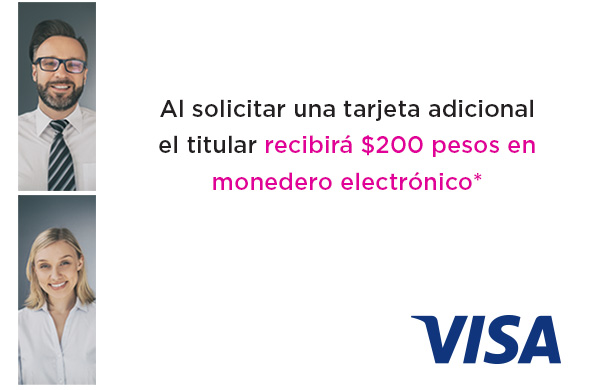 Al solicitar una tarjeta adicional
el titular recibirá $200 pesos en
monedero electrónico*
VISA